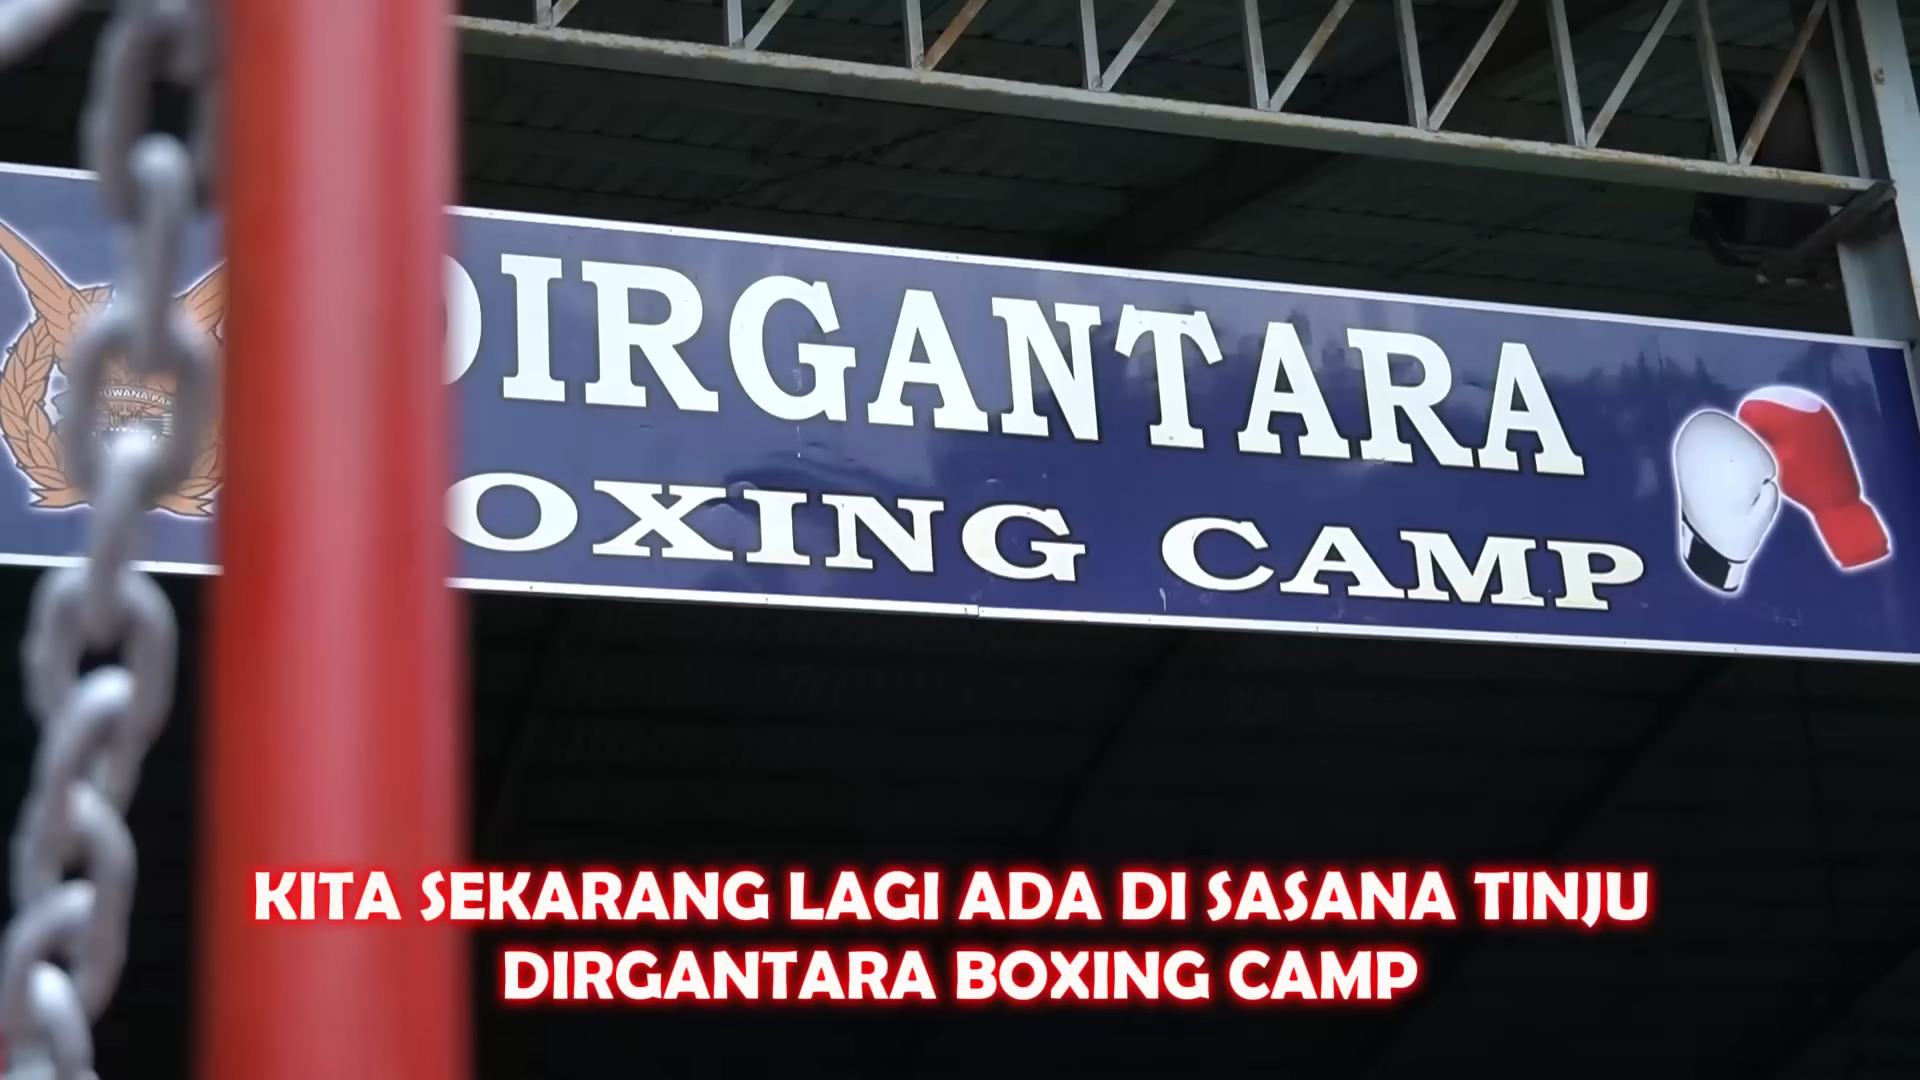 DIRGANTARA
OXING CAMP
KITA SEKARANG LAGI ADA DI SASANA TINJU
DIRGANTARA BOXING CAMP